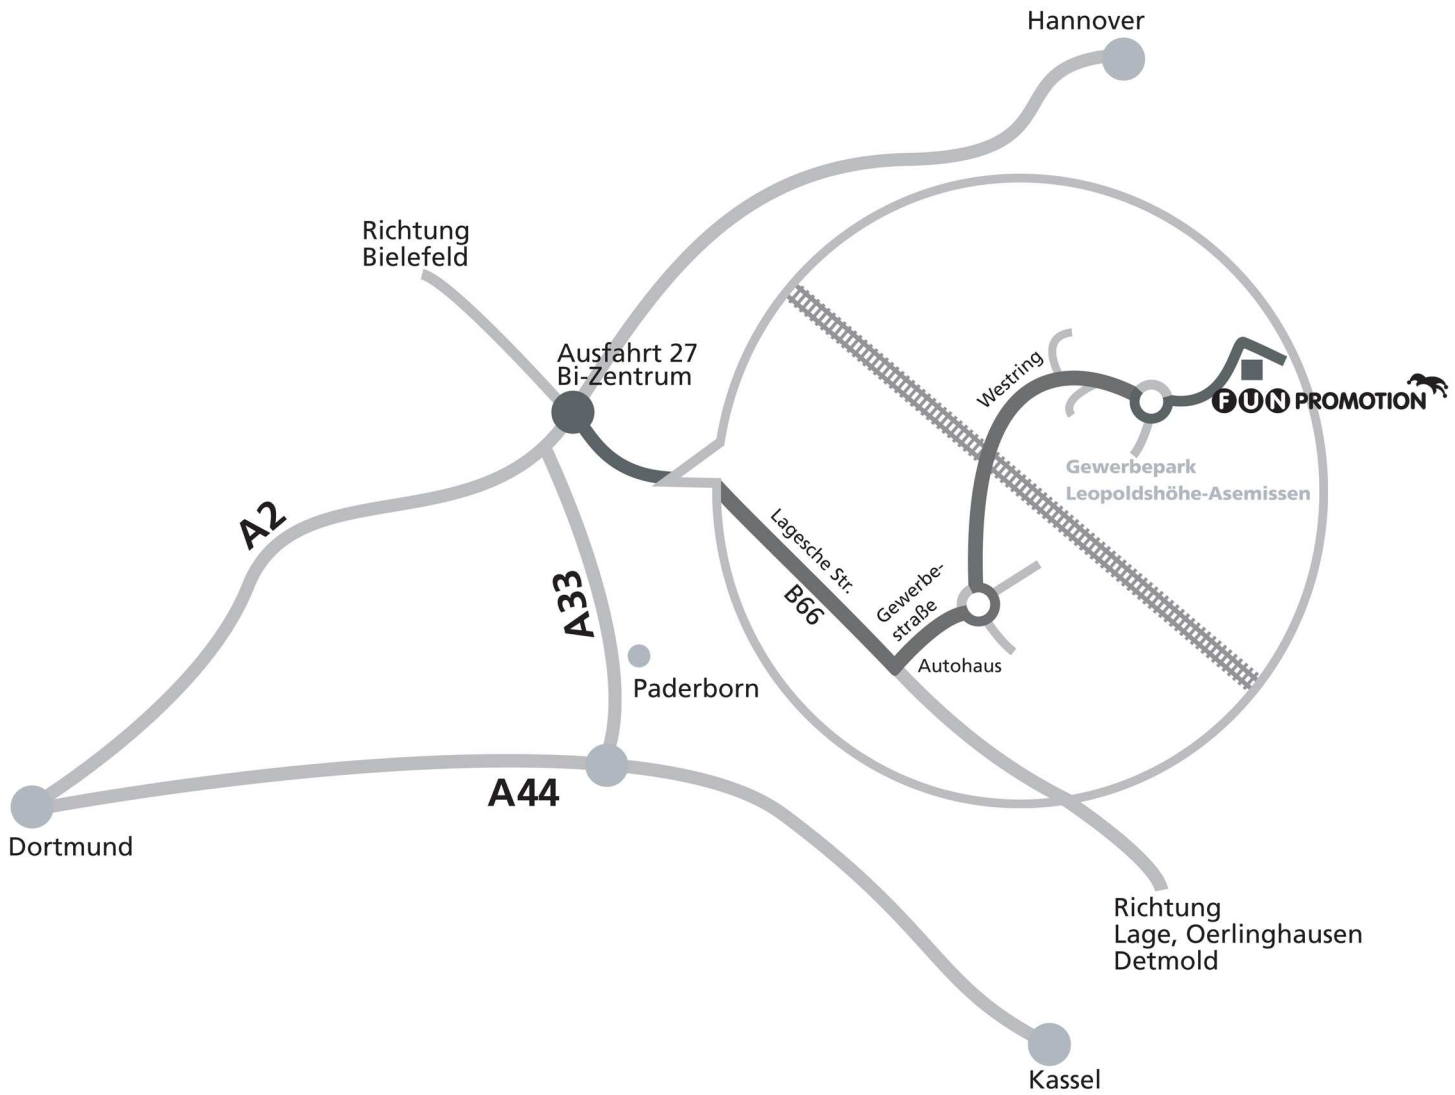 Hannover
Richtung
Bielefeld
Ausfahrt 27
Bi-Zentrum
Westring
FUN PROMOTION
Gewerbepark
Leopoldshöhe-Asemissen
A2
Lagesche Str.
B66
Gewerbe-
straße
A33
Autohaus
Paderborn
A44
Dortmund
Richtung
Lage, Oerlinghausen
Detmold
Kassel